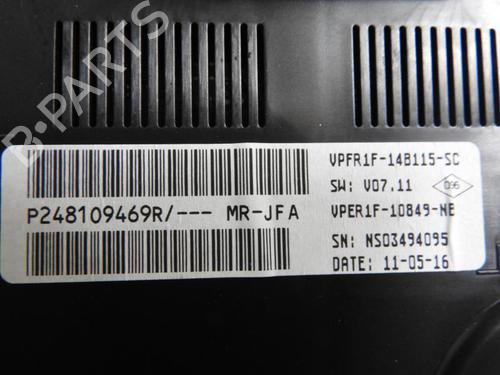 B-PARTS
VPFR1F-14B115-SC
SW: V07.11
096
P248109469R/--- MR-JFA
VPER1F-10849-NE
SN: NS03494095
DATE: 11-05-16